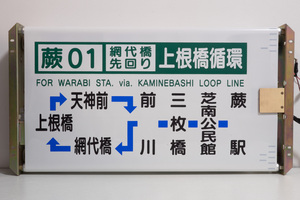 蕨01
網代橋
先回り
上根橋循環
FOR WARABI STA. via. KAMINEBASHI LOOP LINE
天神前
上根橋
網代橋
前川
三枚橋
芝南公民館
蕨駅